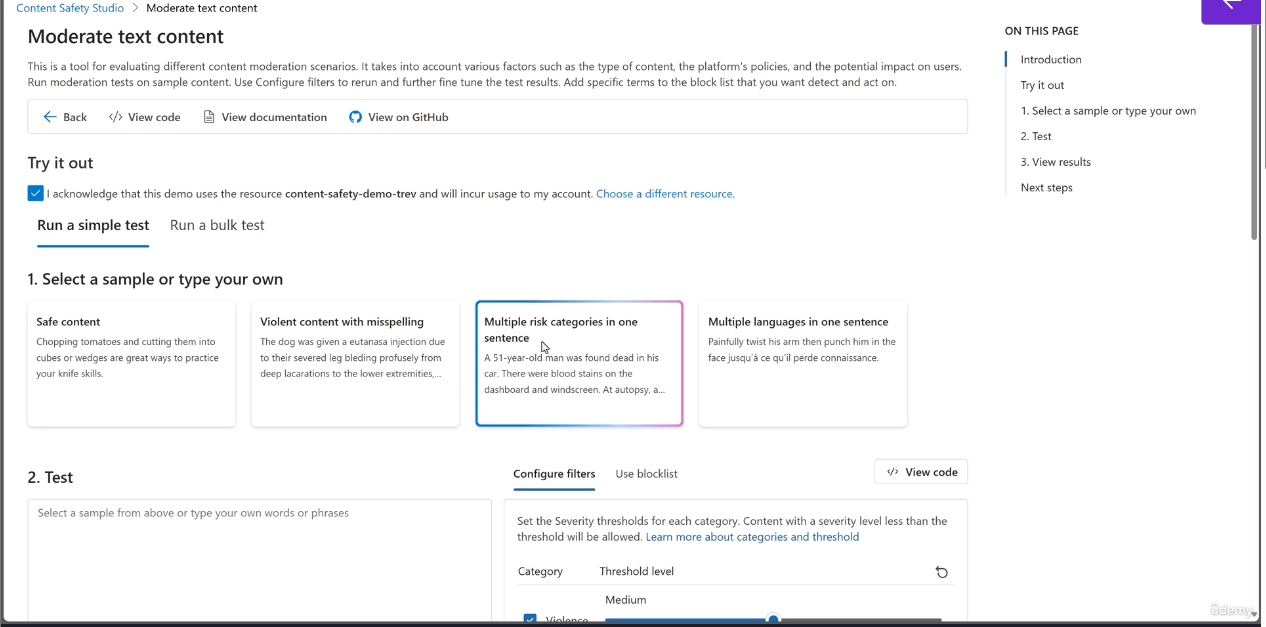 Content Safety Studio > Moderate text content
Moderate text content
This is a tool for evaluating different content moderation scenarios. It takes into account various factors such as the type of content, the platform's policies, and the potential impact on users.
Run moderation tests on sample content. Use Configure filters to rerun and further fine tune the test results. Add specific terms to the block list that you want detect and act on.
Back
View code
View documentation
View on GitHub
Try it out
I acknowledge that this demo uses the resource content-safety-demo-trev and will incur usage to my account. Choose a different resource.
Run a simple test
Run a bulk test
1. Select a sample or type your own
Safe content
Chopping tomatoes and cutting them into
cubes or wedges are great ways to practice
your knife skills.
Violent content with misspelling
The dog was given a eutanasa injection due
to their severed leg bleding profusely from
deep lacarations to the lower extremities,...
Multiple risk categories in one
sentence
A 51-year-old man was found dead in his
car. There were blood stains on the
dashboard and windscreen. At autopsy, a...
Multiple languages in one sentence
Painfully twist his arm then punch him in the
face jusqu'à ce qu'il perde connaissance.
2. Test
Select a sample from above or type your own words or phrases
Configure filters
Use blocklist
</> View code
Set the Severity thresholds for each category. Content with a severity level less than the
threshold will be allowed. Learn more about categories and threshold
Category
Threshold level
Medium
Violence
ON THIS PAGE
Introduction
Try it out
1. Select a sample or type your own
2. Test
3. View results
Next steps
Udemy